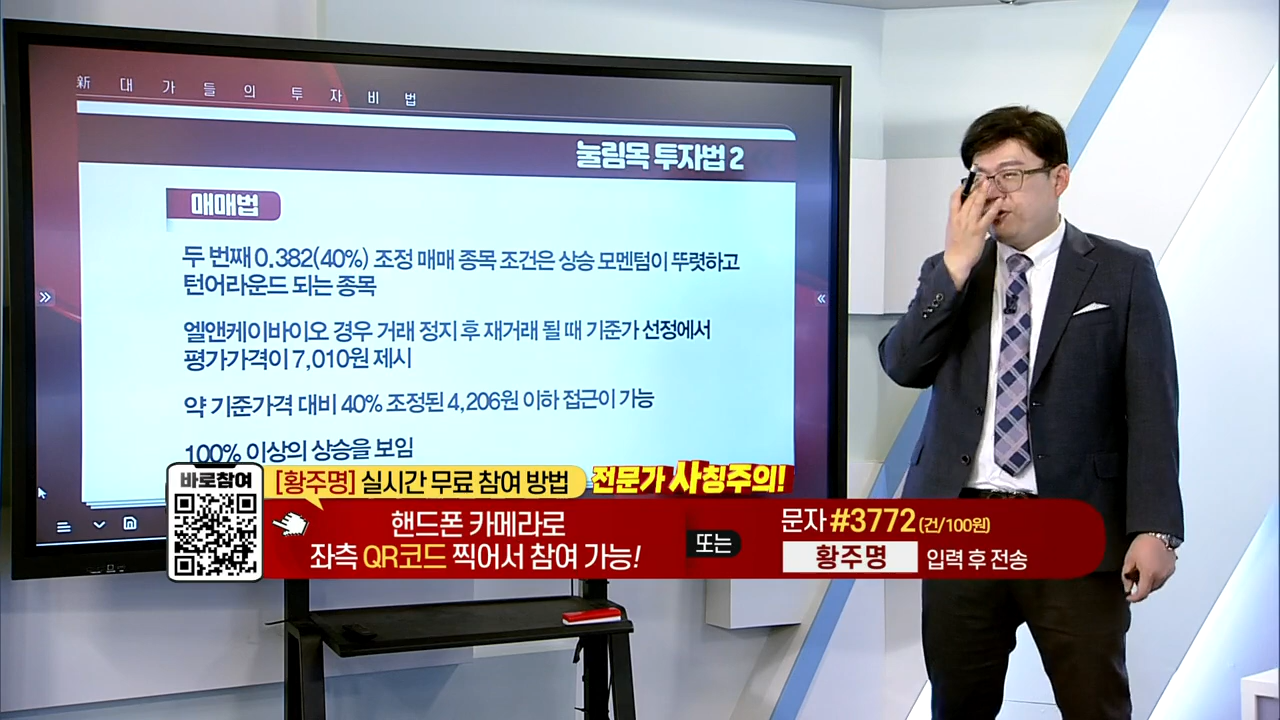 新 대 가 들 의 투 자 비 법
눌림목 투자법 2
매매법
두 번째 0.382(40%) 조정 매매 종목 조건은 상승 모멘텀이 뚜렷하고
턴어라운드 되는 종목
엘앤케이바이오 경우 거래 정지 후 재거래 될 때 기준가 선정에서
평가가격이 7,010원 제시
약 기준가격 대비 40% 조정된 4,206원 이하 접근이 가능
100% 이상의 상승을 보임
바로참여
[황주명] 실시간 무료 참여 방법
전문가 사칭주의!
핸드폰 카메라로
좌측 QR코드 찍어서 참여 가능!
또는
문자 #3772 (건/100원)
황주명 입력 후 전송